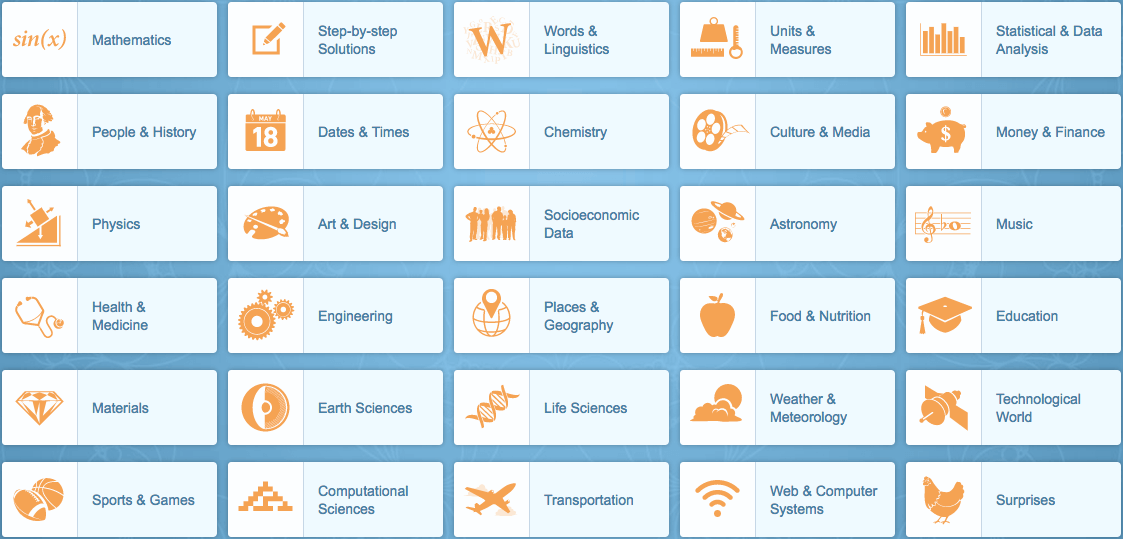 sin(x)
Mathematics
Step-by-step
Solutions
W
Words &
Linguistics
Units &
Measures
Statistical & Data
Analysis
People & History
MAY
18
Dates & Times
Chemistry
Culture & Media
$
Money & Finance
Physics
Art & Design
Socioeconomic
Data
Astronomy
Music
Health &
Medicine
Engineering
Places &
Geography
Food & Nutrition
Education
Materials
Earth Sciences
Life Sciences
Weather &
Meteorology
Technological
World
Sports & Games
Computational
Sciences
Transportation
Web & Computer
Systems
Surprises